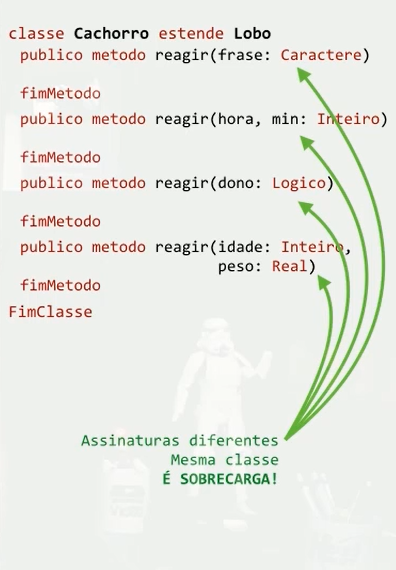 classe Cachorro estende Lobo
publico metodo reagir(frase: Caractere)
fimMetodo
publico metodo reagir(hora, min: Inteiro)
fimMetodo
publico metodo reagir(dono: Logico)
fimMetodo
publico metodo reagir(idade: Inteiro,
peso: Real)
fimMetodo
FimClasse
Assinaturas diferentes
Mesma classe
É SOBRECARGA!